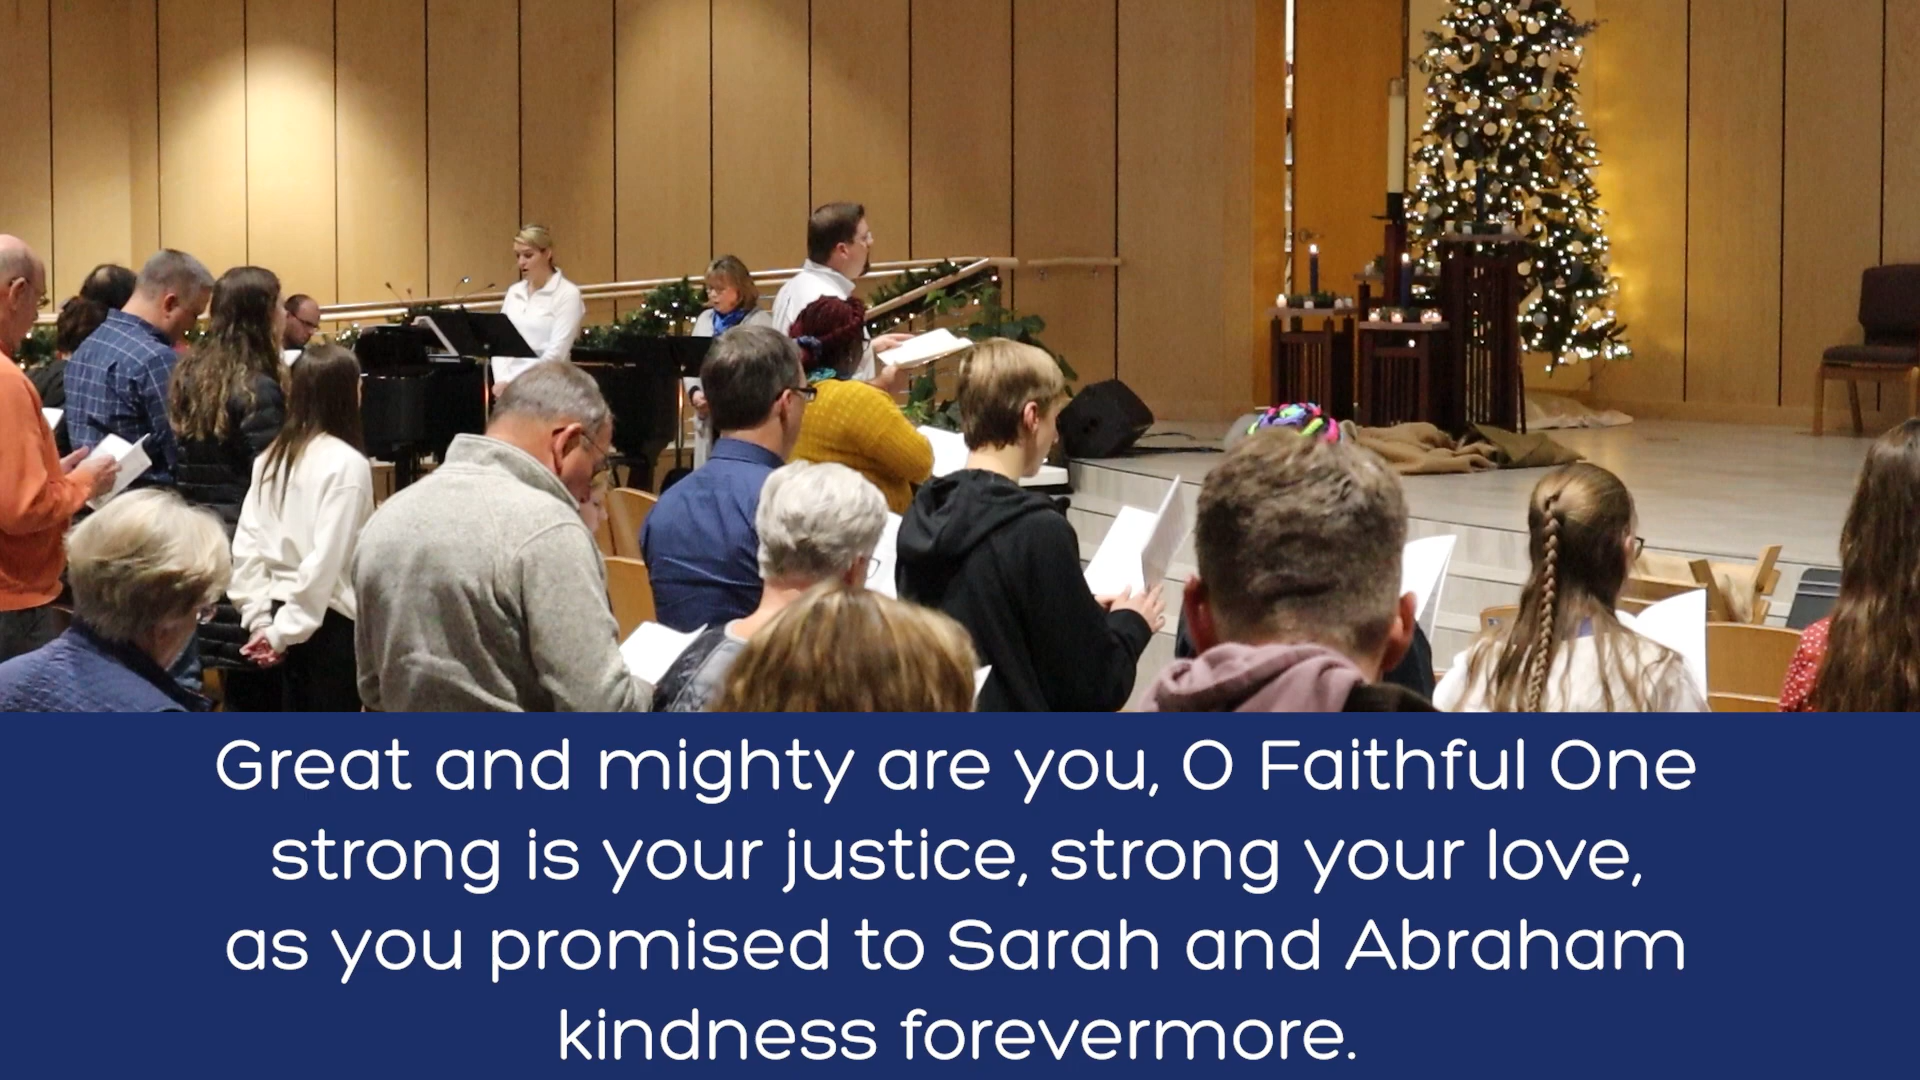 Great and mighty are you, O Faithful One
strong is your justice, strong your love,
as you promised to Sarah and Abraham
kindness forevermore.